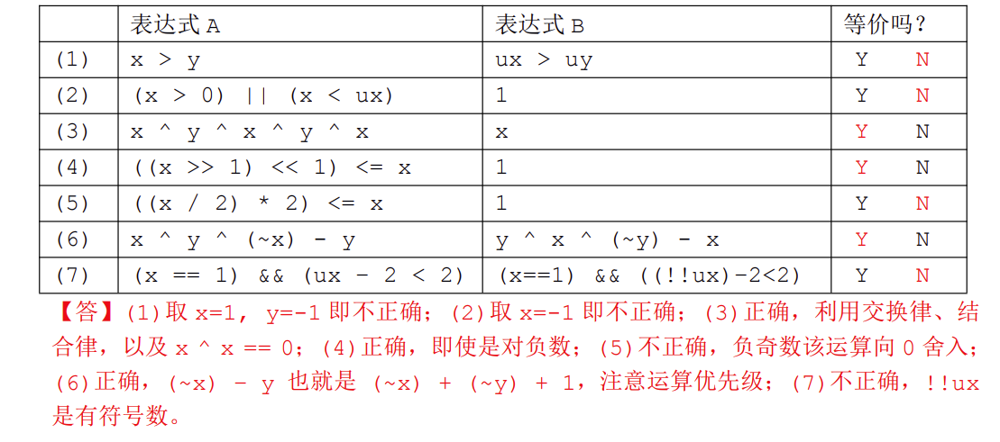 表达式 A 表达式 B 等价吗?
(1) x > y ux > uy Y N
(2) (x > 0) || (x < ux) 1 Y N
(3) x ^ y ^ x ^ y ^ x x Y N
(4) ((x >> 1) << 1) <= x 1 Y N
(5) ((x / 2) * 2) <= x 1 Y N
(6) x ^ y ^ (~x) - y y ^ x ^ (~y) - x Y N
(7) (x == 1) && (ux - 2 < 2) (x==1) && ((!!ux)-2<2) Y N
【答】(1)取 x=1, y=-1 即不正确；(2)取 x=-1 即不正确；(3)正确，利用交换律、结
合律，以及 x ^ x == 0；(4)正确，即使是对负数；(5)不正确，负奇数该运算向 0 舍入；
(6)正确，(~x) - y 也就是 (~x) + (~y) + 1，注意运算优先级；(7)不正确，!!ux
是有符号数。